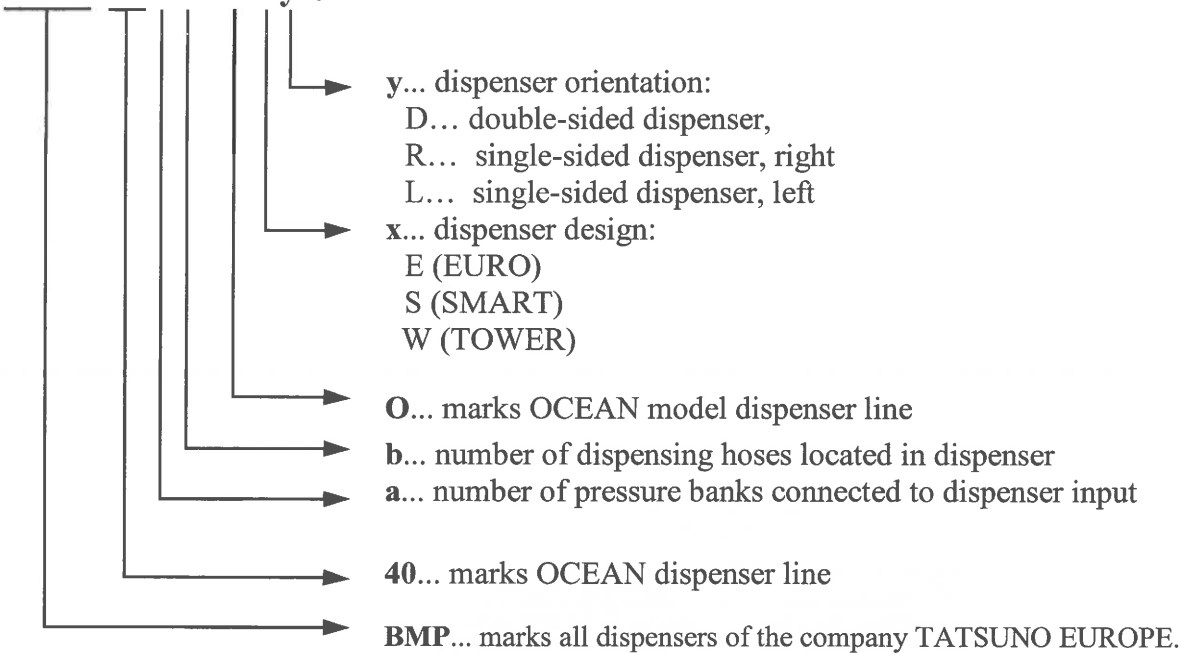 y... dispenser orientation:
D... double-sided dispenser,
R... single-sided dispenser, right
L... single-sided dispenser, left
x... dispenser design:
E (EURO)
S (SMART)
W (TOWER)
O... marks OCEAN model dispenser line
b... number of dispensing hoses located in dispenser
a... number of pressure banks connected to dispenser input
40... marks OCEAN dispenser line
BMP... marks all dispensers of the company TATSUNO EUROPE.